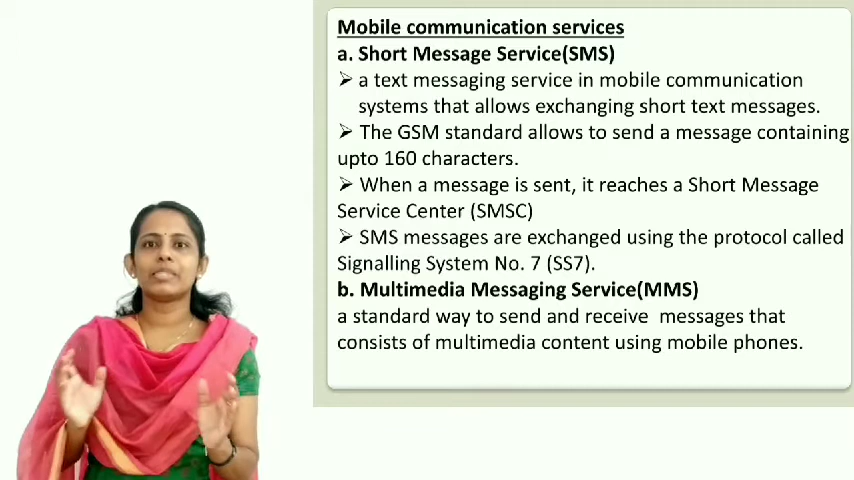 Mobile communication services
a. Short Message Service(SMS)
➢ a text messaging service in mobile communication
systems that allows exchanging short text messages.
➢ The GSM standard allows to send a message containing
upto 160 characters.
➢ When a message is sent, it reaches a Short Message
Service Center (SMSC)
➢ SMS messages are exchanged using the protocol called
Signalling System No. 7 (SS7).
b. Multimedia Messaging Service(MMS)
a standard way to send and receive messages that
consists of multimedia content using mobile phones.